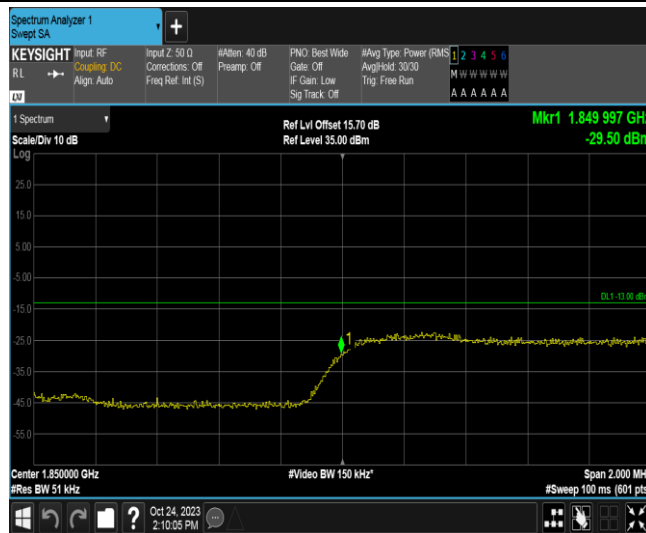 Spectrum Analyzer 1
Swept SA
+
KEYSIGHT
RL
Input: RF
Coupling: DC
Align: Auto
Input Z: 50 Ω
Corrections: Off
Freq Ref: Int (S)
#Atten: 40 dB
Preamp: Off
PNO: Best Wide
Gate: Off
IF Gain: Low
Sig Track: Off
#Avg Type: Power (RMS
Avg|Hold: 30/30
Trig: Free Run
1 2 3 4 5 6
M W W W W W
A A A A A A
1 Spectrum
Scale/Div 10 dB
Log
Ref Lvl Offset 15.70 dB
Ref Level 35.00 dBm
Mkr1 1.849 997 GHz
-29.50 dBm
25.0
15.0
5.00
-5.00
DL1 -13.00 dBm
-15.0
1
-25.0
-35.0
-45.0
-55.0
Center 1.850000 GHz
#Res BW 51 kHz
#Video BW 150 kHz*
Span 2.000 MH
#Sweep 100 ms (601 pts
?
Oct 24, 2023
2:10:05 PM